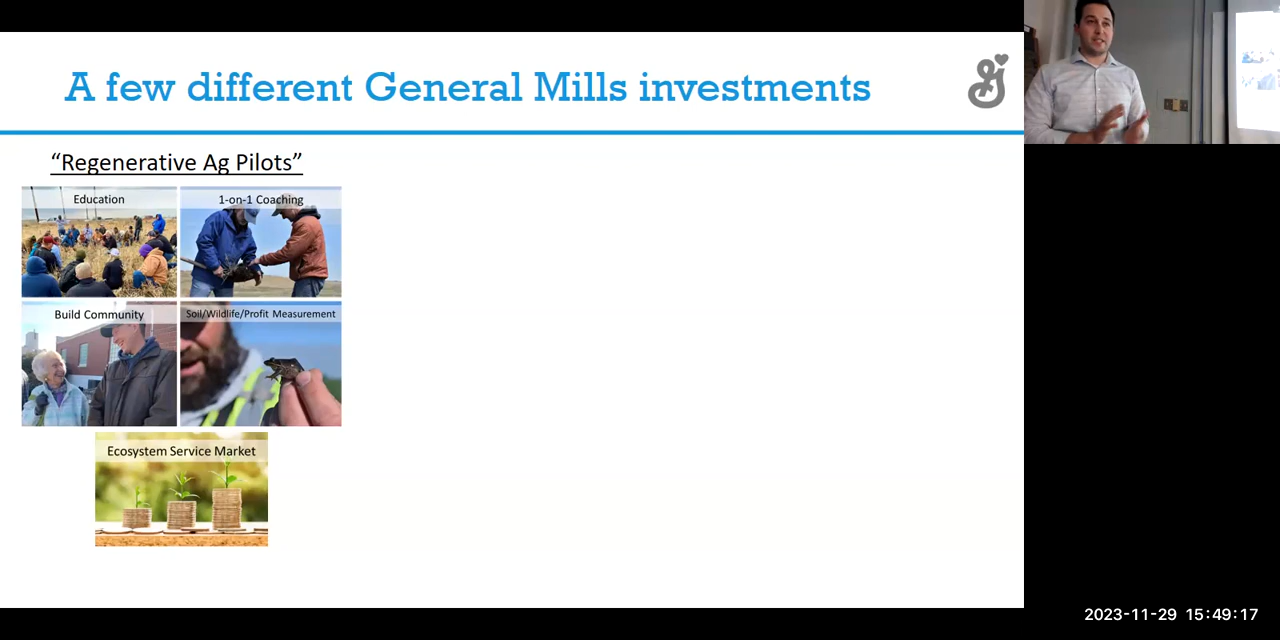 A few different General Mills investments
“Regenerative Ag Pilots”
Education
1-on-1 Coaching
Build Community
Soil/Wildlife/Profit Measurement
Ecosystem Service Market
2023-11-29 15:49:17